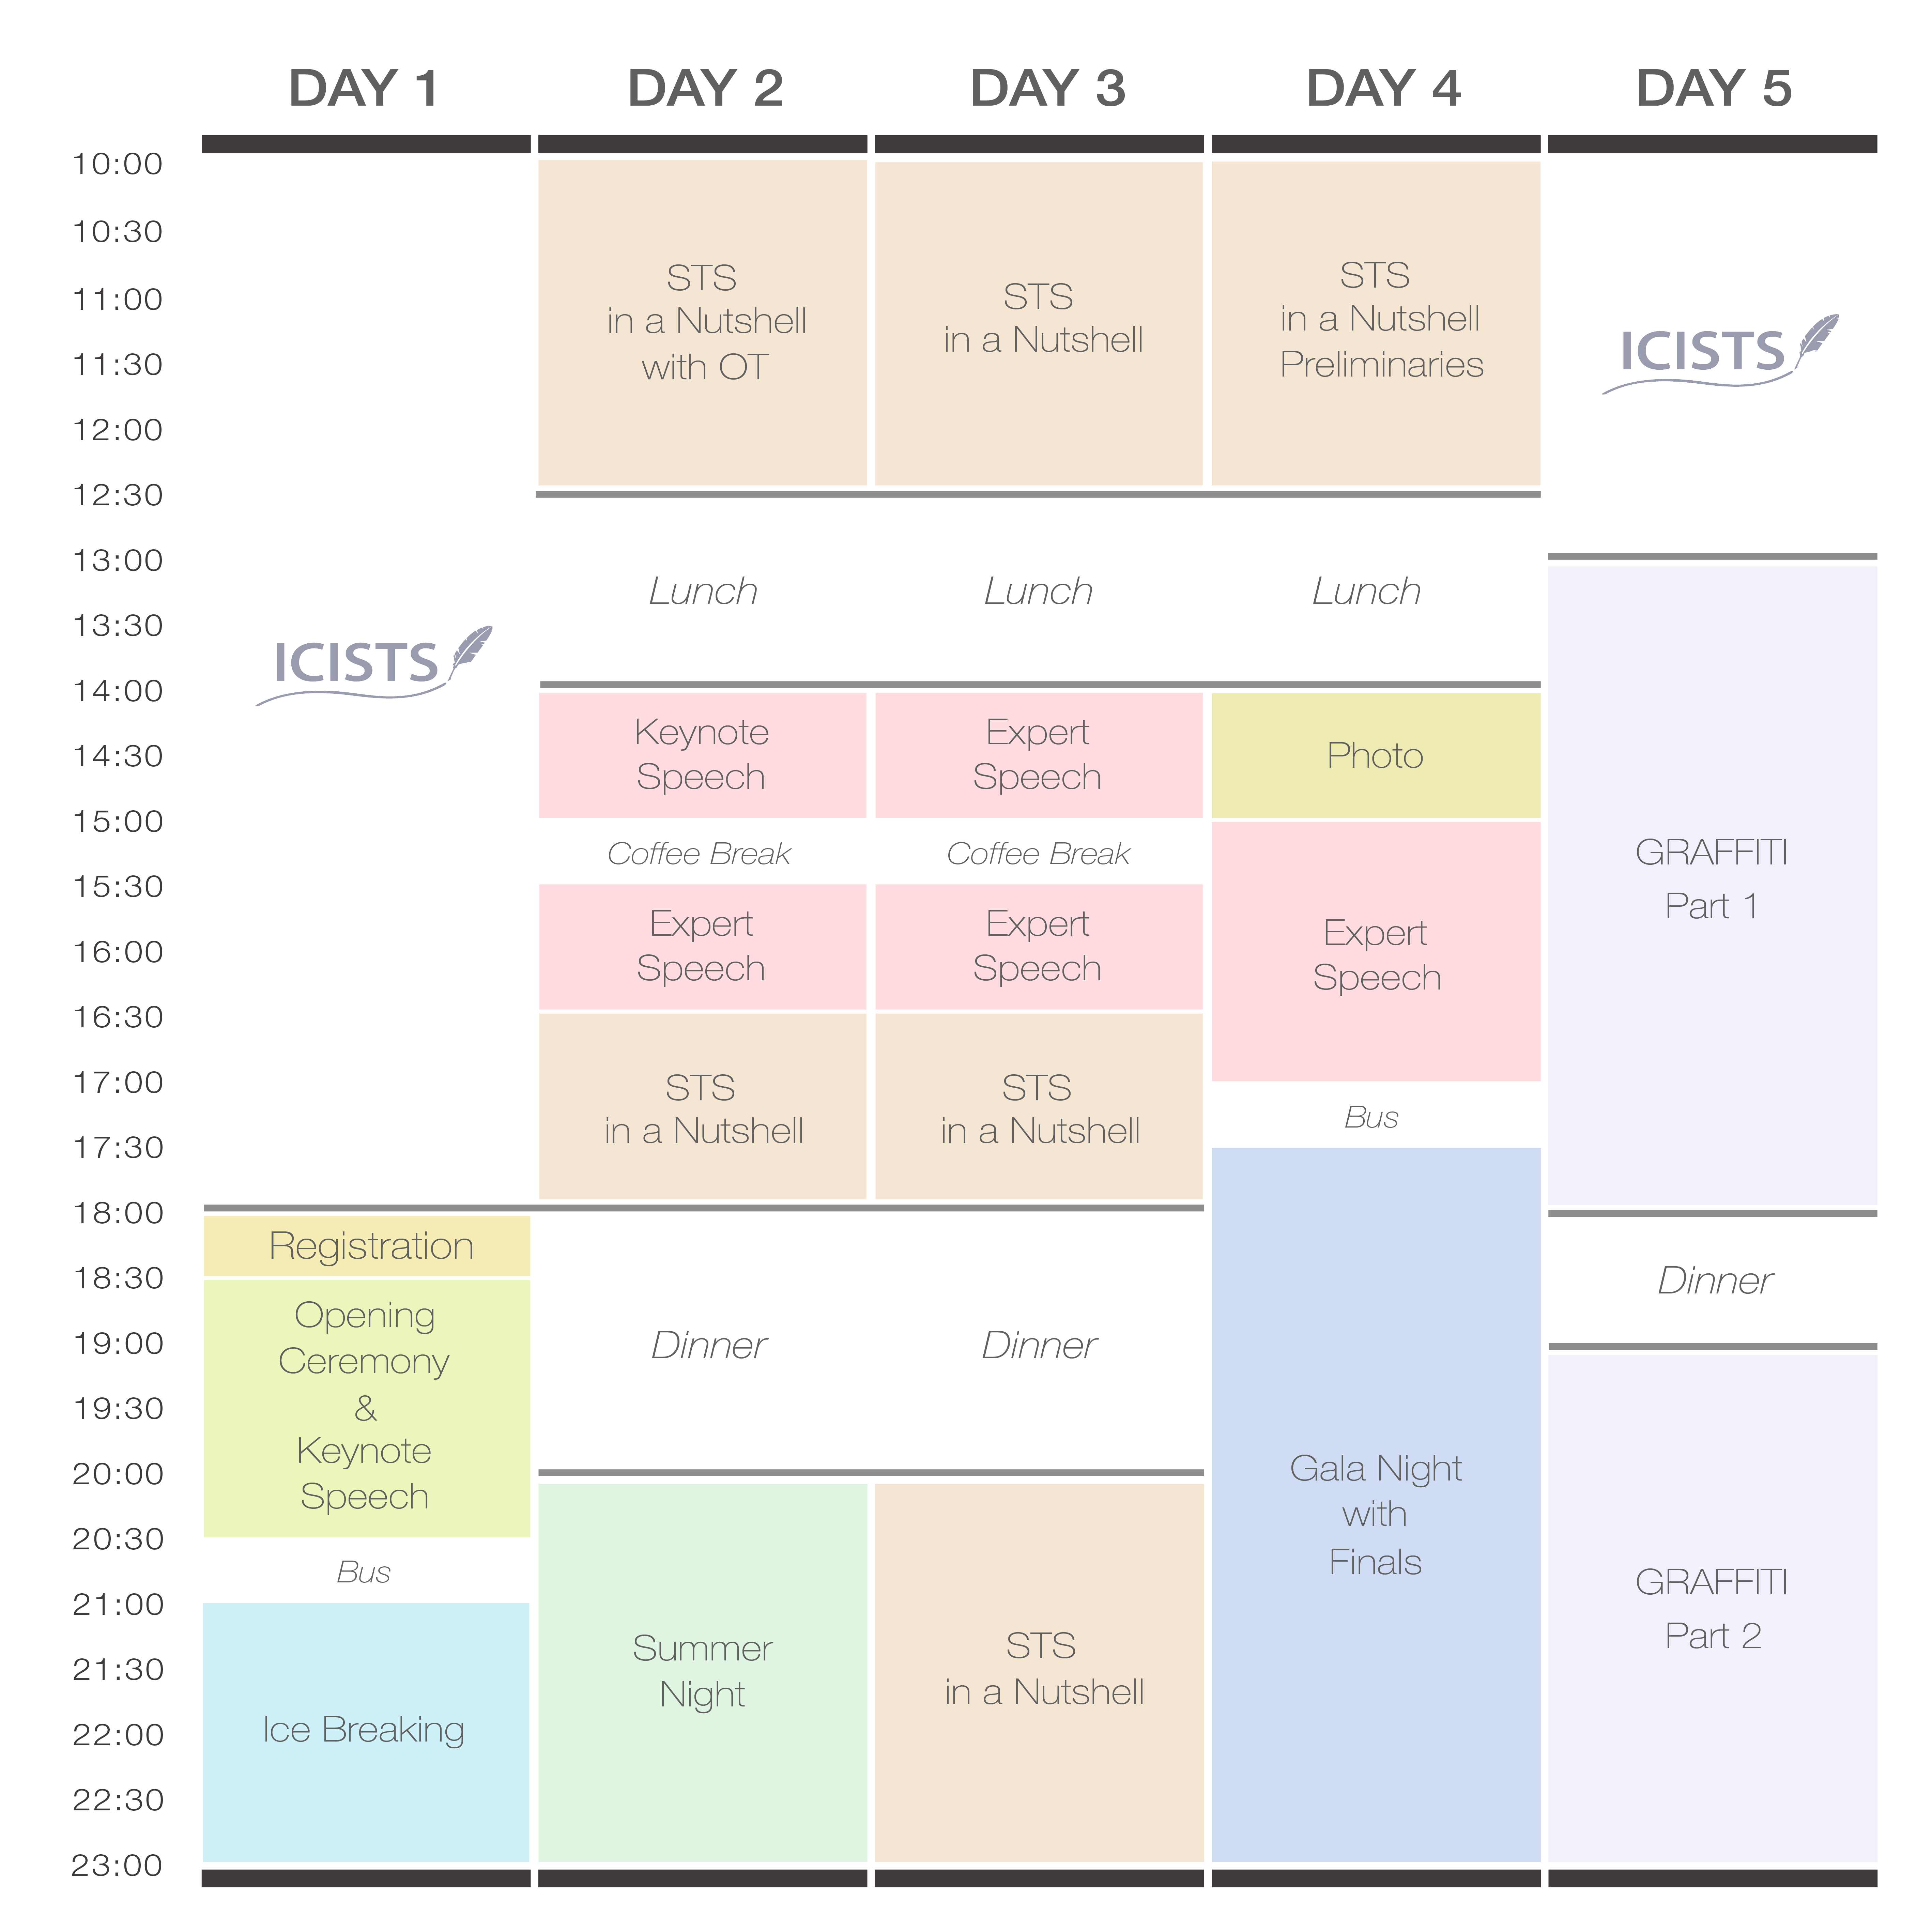 DAY 1
DAY 2
DAY 3
DAY 4
DAY 5
10:00
10:30
11:00
11:30
12:00
12:30
13:00
13:30
14:00
14:30
15:00
15:30
16:00
16:30
17:00
17:30
18:00
18:30
19:00
19:30
20:00
20:30
21:00
21:30
22:00
22:30
23:00
ICISTS
Registration
Opening
Ceremony
&
Keynote
Speech
Bus
Ice Breaking
STS
in a Nutshell
with OT
Lunch
Keynote
Speech
Coffee Break
Expert
Speech
STS
in a Nutshell
Dinner
Summer
Night
STS
in a Nutshell
Lunch
Expert
Speech
Coffee Break
Expert
Speech
STS
in a Nutshell
Dinner
STS
in a Nutshell
STS
in a Nutshell
Preliminaries
Lunch
Photo
Expert
Speech
Bus
Gala Night
with
Finals
ICISTS
GRAFFITI
Part 1
Dinner
GRAFFITI
Part 2